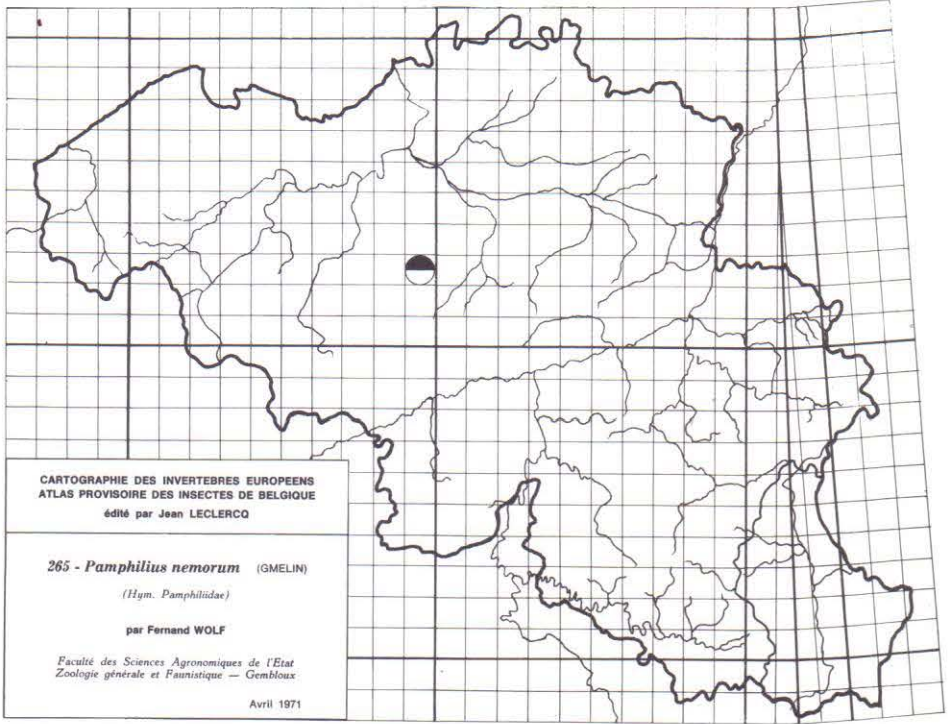 CARTOGRAPHIE DES INVERTEBRES EUROPEENS
ATLAS PROVISOIRE DES INSECTES DE BELGIQUE
édité par Jean LECLERCQ
265 - Pamphilius nemorum (GMELIN)
(Hym. Pamphiliidae)
par Fernand WOLF
Faculté des Sciences Agronomiques de l'Etat
Zoologie générale et Faunistique — Gembloux
Avril 1971